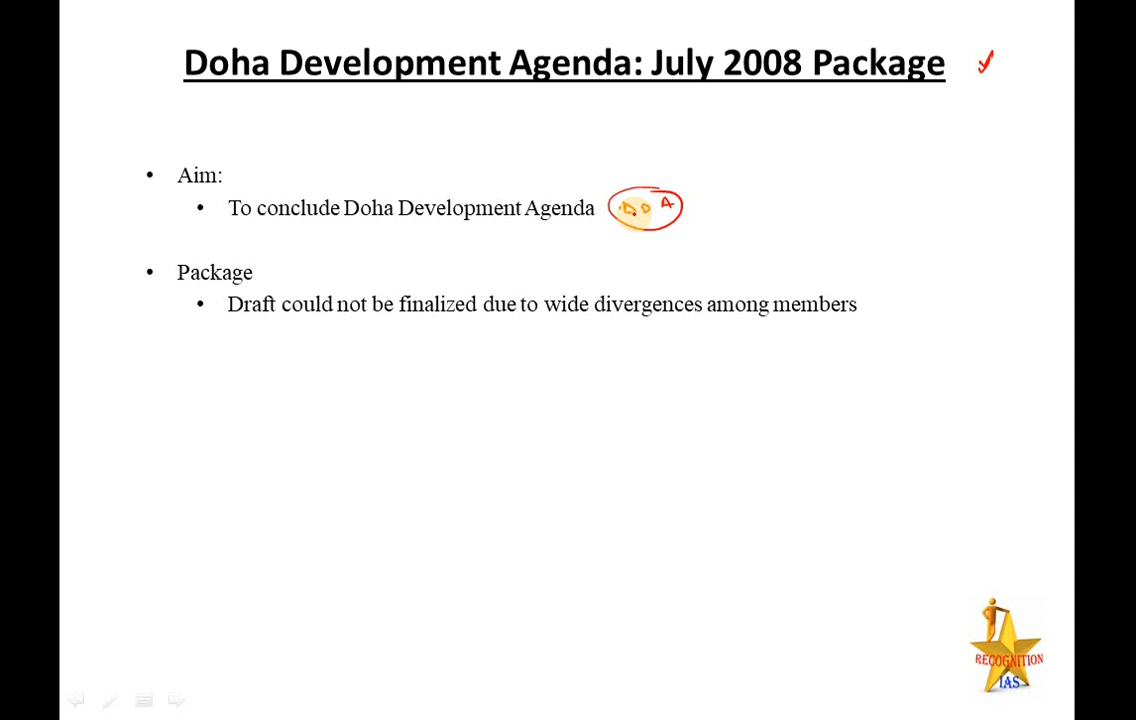 Doha Development Agenda: July 2008 Package
• Aim:
• To conclude Doha Development Agenda DDA
• Package
• Draft could not be finalized due to wide divergences among members
RECOGNITION
IAS